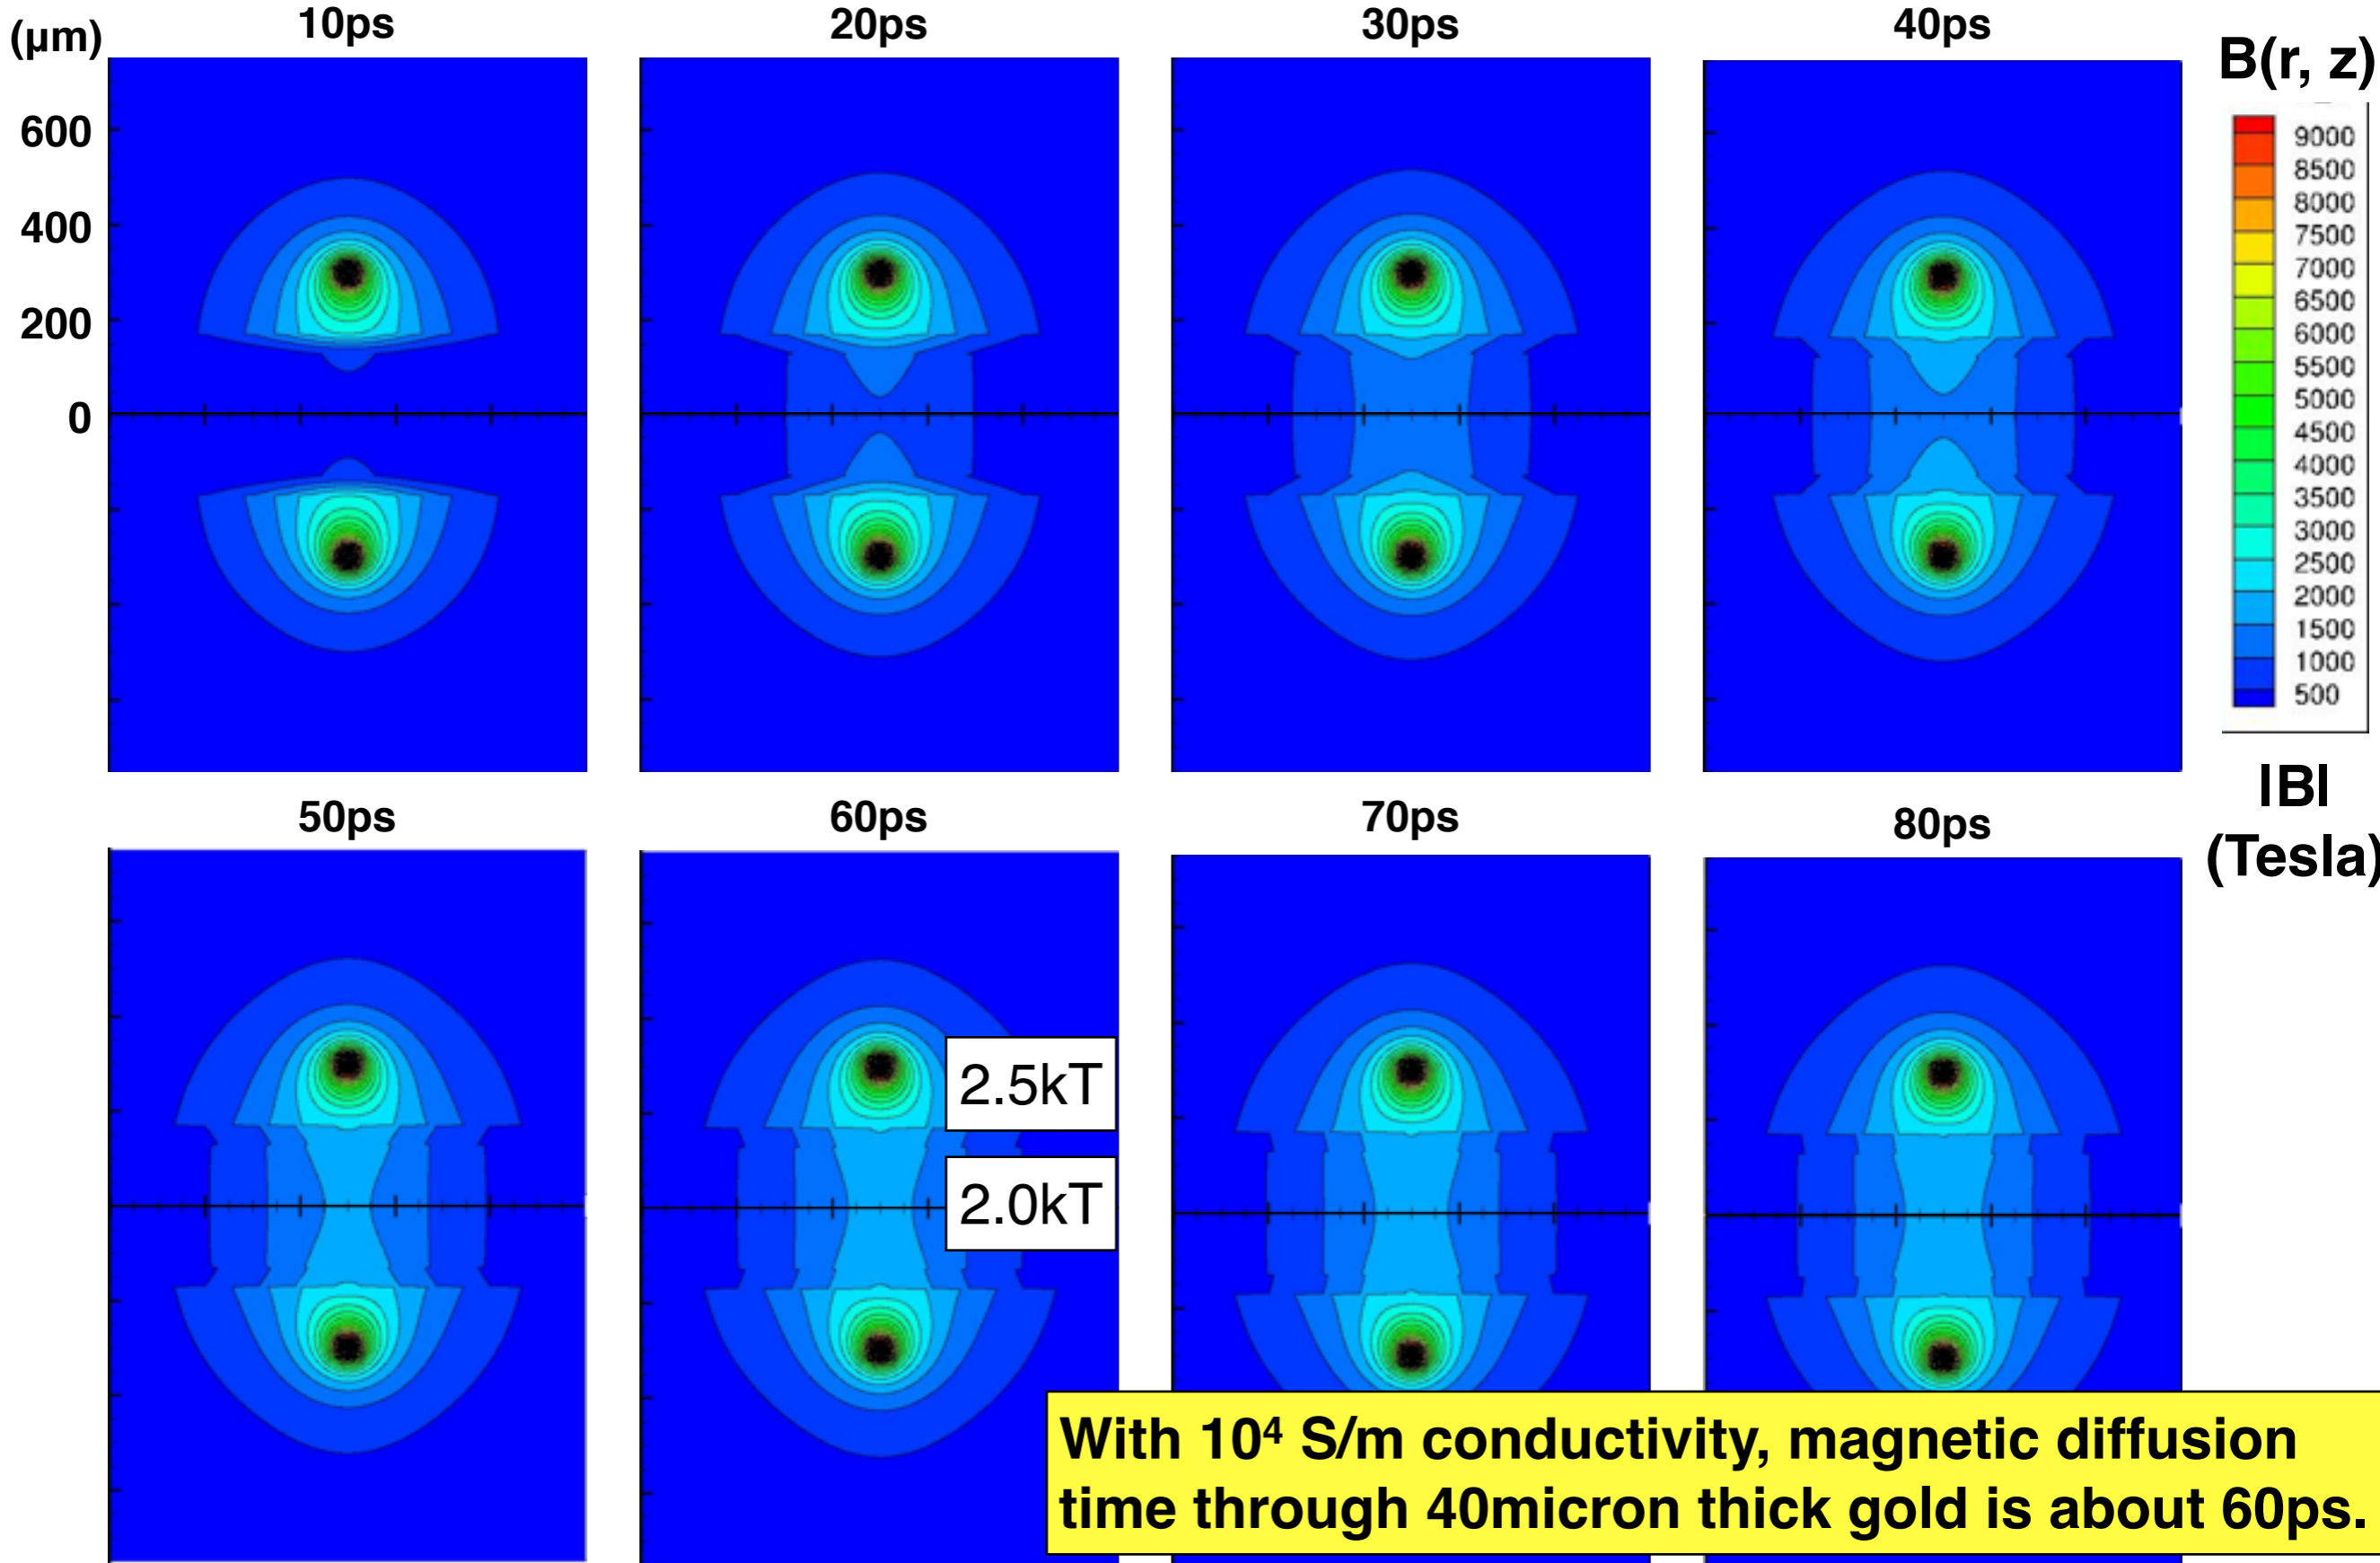 (µm)
10ps
20ps
30ps
40ps
B(r, z)
600
400
200
0
9000
8500
8000
7500
7000
6500
6000
5500
5000
4500
4000
3500
3000
2500
2000
1500
1000
500
|B|
(Tesla)
50ps
60ps
70ps
80ps
2.5kT
2.0kT
With 10⁴ S/m conductivity, magnetic diffusion
time through 40micron thick gold is about 60ps.